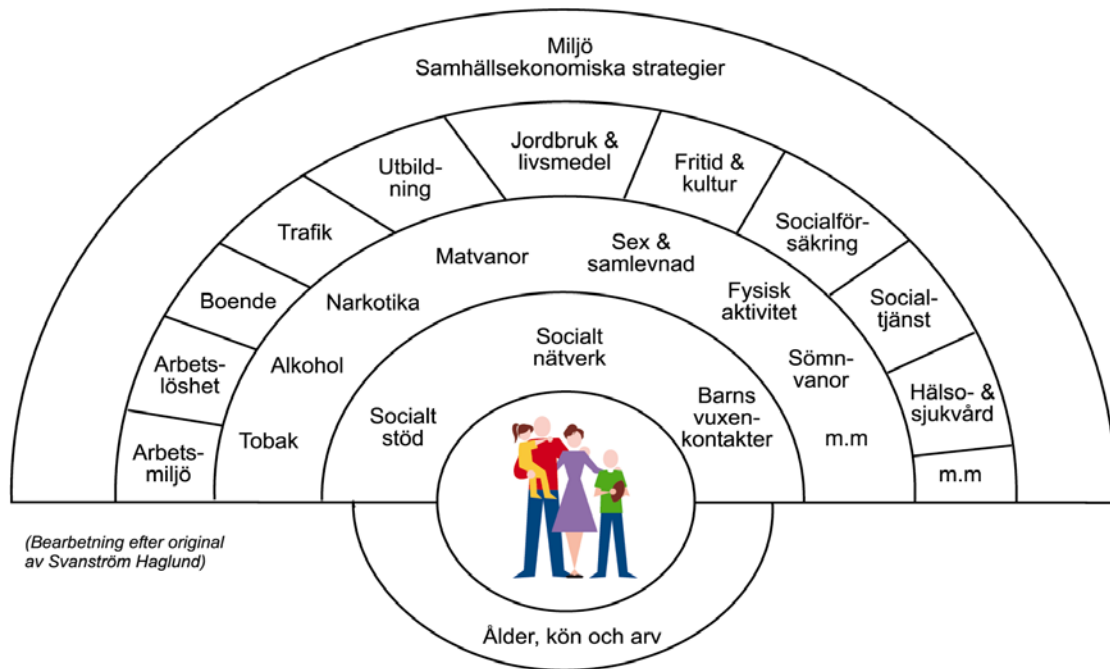 Miljö
Samhällsekonomiska strategier
Jordbruk &
livsmedel
Utbild-
ning
Fritid &
kultur
Trafik
Socialför-
säkring
Boende
Social-
tjänst
Arbets-
löshet
Hälso- &
sjukvård
Arbets-
miljö
m.m
Matvanor
Sex &
samlevnad
Narkotika
Fysisk
aktivitet
Alkohol
Sömn-
vanor
Tobak
m.m
Socialt
nätverk
Socialt
stöd
Barns
vuxen-
kontakter
(Bearbetning efter original
av Svanström Haglund)
Ålder, kön och arv